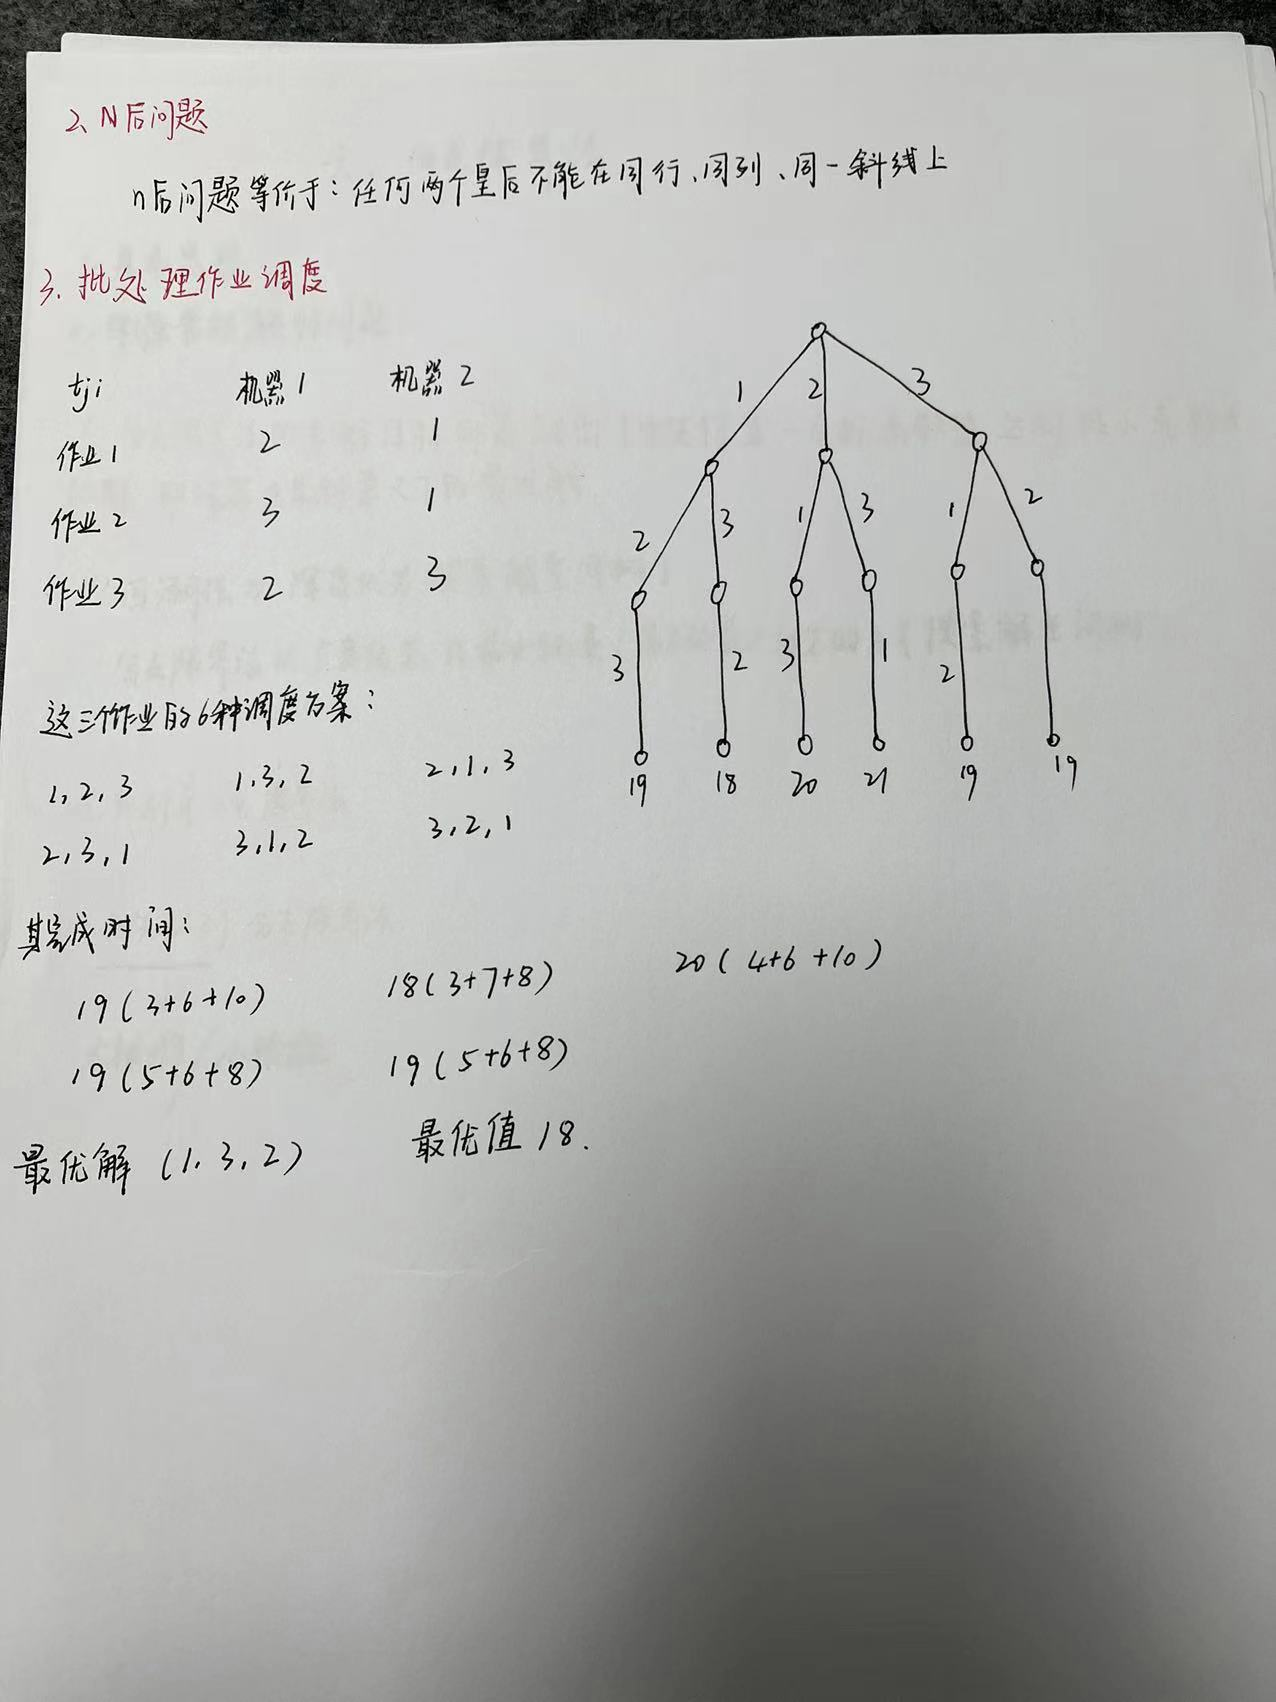 2、N后问题
n后问题等价于：任何两个皇后不能在同行、同列、同一斜线上
3. 批处理作业调度
tji 机器1 机器2
作业1 2 1
作业2 3 1
作业3 2 3
这三个作业的6种调度方案：
1,2,3 1,3,2 2,1,3
2,3,1 3,1,2 3,2,1
其完成时间：
19(3+6+10) 18(3+7+8) 20(4+6+10)
19(5+6+8) 19(5+6+8)
最优解 (1,3,2) 最优值 18.
1 2 3
2 3 1 3 1 2
3 2 3 1 2
19 18 20 21 19 19